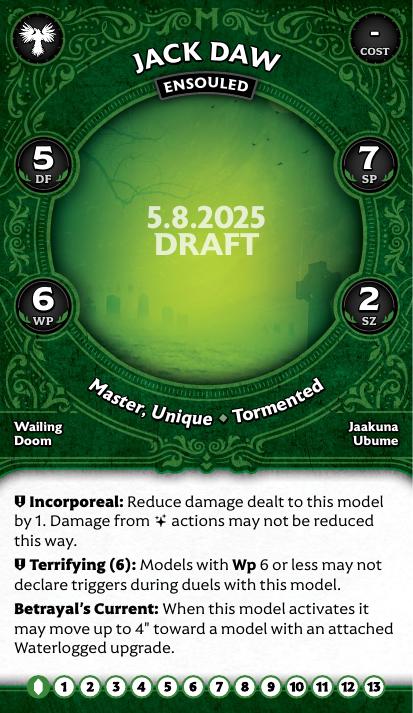 -
COST
JACK DAW
ENSOULED
5
DF
7
SP
5.8.2025
DRAFT
6
WP
2
SZ
Master, Unique ◆ Tormented
Wailing
Doom
Jaakuna
Ubume
Incorporeal: Reduce damage dealt to this model
by 1. Damage from actions may not be reduced
this way.
Terrifying (6): Models with Wp 6 or less may not
declare triggers during duels with this model.
Betrayal's Current: When this model activates it
may move up to 4" toward a model with an attached
Waterlogged upgrade.
1 2 3 4 5 6 7 8 9 10 11 12 13